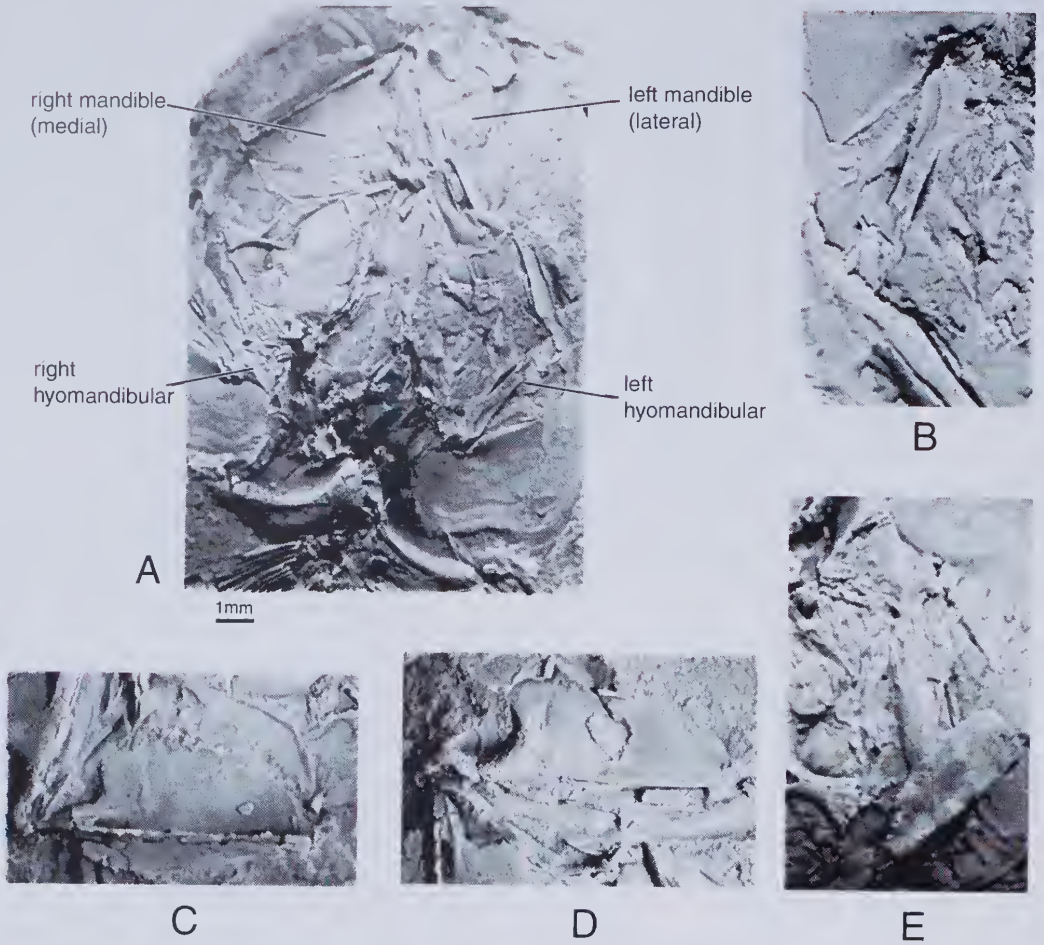 right mandible
(medial)
left mandible
(lateral)
right
hyomandibular
left
hyomandibular
A
1mm
B
C
D
E